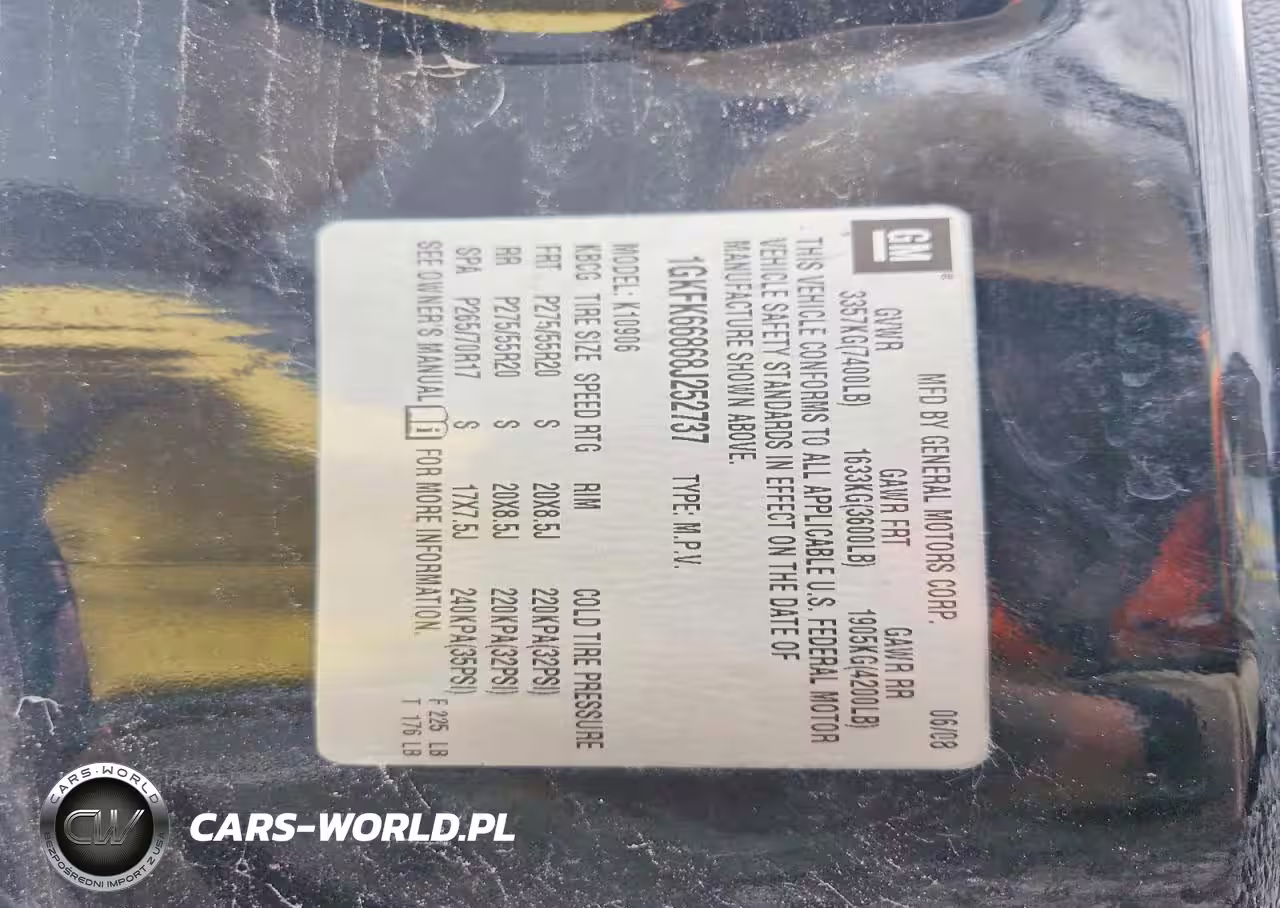 GM®
MFD BY GENERAL MOTORS CORP. 06/08
GVWR GAWR FRT GAWR RR
3357KG(7400LB) 1633KG(3600LB) 1905KG(4200LB)
THIS VEHICLE CONFORMS TO ALL APPLICABLE U.S. FEDERAL MOTOR
VEHICLE SAFETY STANDARDS IN EFFECT ON THE DATE OF
MANUFACTURE SHOWN ABOVE.
1GKFK66868J252737 TYPE: M.P.V.
MODEL: K10906
KBCG TIRE SIZE SPEED RTG RIM COLD TIRE PRESSURE
FRT P275/55R20 S 20X8.5J 220KPA(32PSI)
RR P275/55R20 S 20X8.5J 220KPA(32PSI)
SPA P265/70R17 S 17X7.5J 240KPA(35PSI)
SEE OWNER'S MANUAL FOR MORE INFORMATION.
F 225 LB
T 176 LB
CARS-WORLD
CW
BEZPOŚREDNI IMPORT Z USA
CARS-WORLD.PL